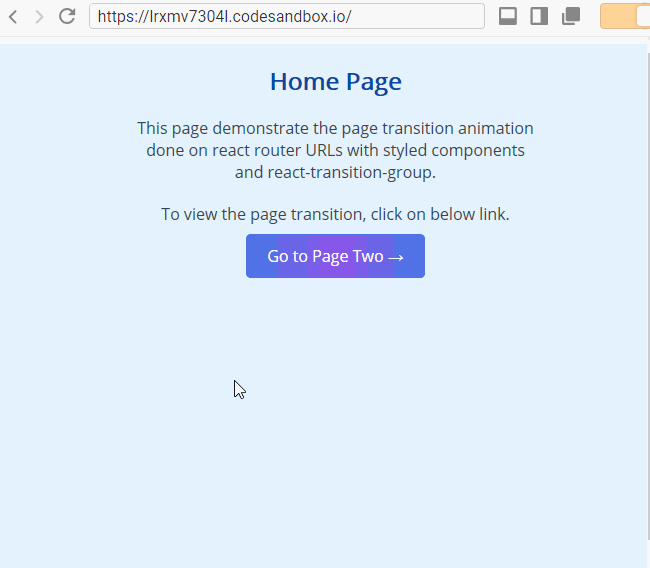 https://lrxmv7304l.codesandbox.io/
Home Page
This page demonstrate the page transition animation
done on react router URLs with styled components
and react-transition-group.
To view the page transition, click on below link.
Go to Page Two →